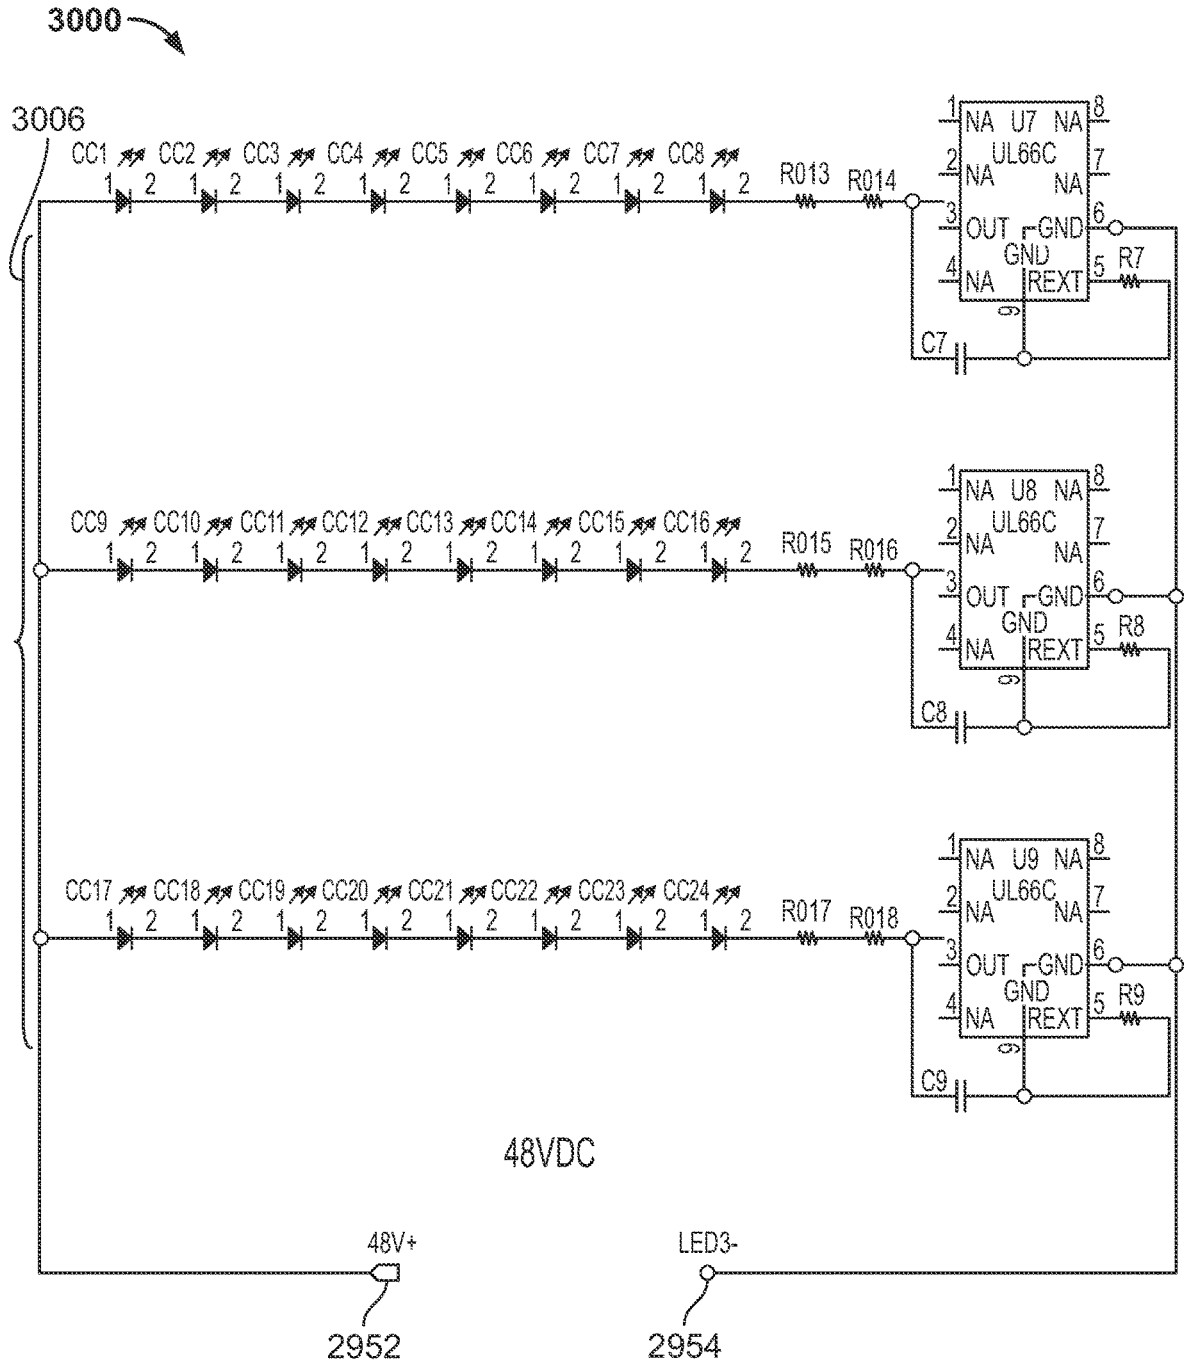 3000
3006
CC1 CC2 CC3 CC4 CC5 CC6 CC7 CC8
1 2 1 2 1 2 1 2 1 2 1 2 1 2 1 2
R013 R014
1 NA U7 NA 8
UL66C
2 NA NA 7
3 OUT GND 6
GND
4 NA REXT 5
R7
9
C7
CC9 CC10 CC11 CC12 CC13 CC14 CC15 CC16
1 2 1 2 1 2 1 2 1 2 1 2 1 2 1 2
R015 R016
1 NA U8 NA 8
UL66C
2 NA NA 7
3 OUT GND 6
GND
4 NA REXT 5
R8
9
C8
CC17 CC18 CC19 CC20 CC21 CC22 CC23 CC24
1 2 1 2 1 2 1 2 1 2 1 2 1 2 1 2
R017 R018
1 NA U9 NA 8
UL66C
2 NA NA 7
3 OUT GND 6
GND
4 NA REXT 5
R9
9
C9
48VDC
48V+ LED3-
2952 2954